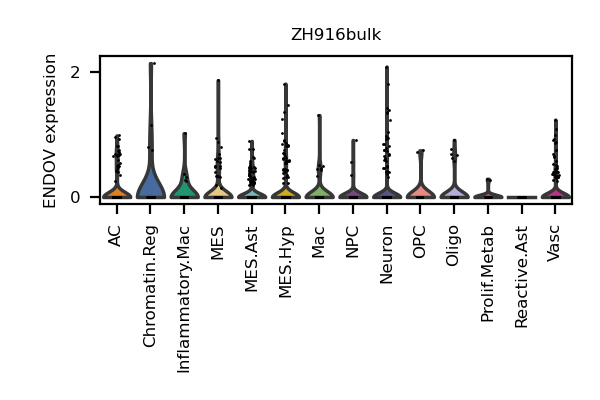 ZH916bulk
ENDOV expression
2
0
AC
Chromatin.Reg
Inflammatory.Mac
MES
MES.Ast
MES.Hyp
Mac
NPC
Neuron
OPC
Oligo
Prolif.Metab
Reactive.Ast
Vasc